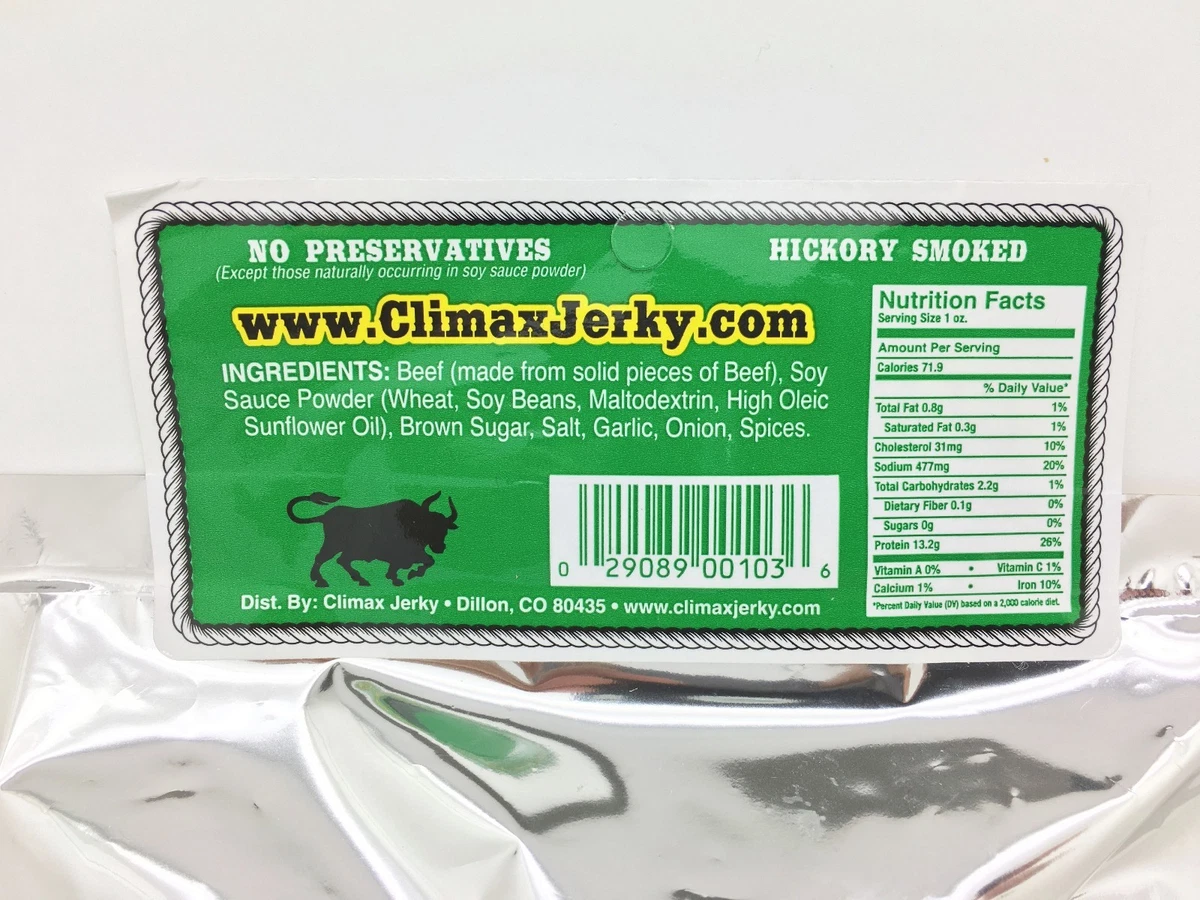 NO PRESERVATIVES
(Except those naturally occurring in soy sauce powder)
HICKORY SMOKED
www.ClimaxJerky.com
INGREDIENTS: Beef (made from solid pieces of Beef), Soy
Sauce Powder (Wheat, Soy Beans, Maltodextrin, High Oleic
Sunflower Oil), Brown Sugar, Salt, Garlic, Onion, Spices.
0 29089 00103 6
Dist. By: Climax Jerky • Dillon, CO 80435 • www.climaxjerky.com
Nutrition Facts
Serving Size 1 oz.
Amount Per Serving
Calories 71.9
% Daily Value*
Total Fat 0.8g 1%
Saturated Fat 0.3g 1%
Cholesterol 31mg 10%
Sodium 477mg 20%
Total Carbohydrates 2.2g 1%
Dietary Fiber 0.1g 0%
Sugars 0g 0%
Protein 13.2g 26%
Vitamin A 0% • Vitamin C 1%
Calcium 1% • Iron 10%
*Percent Daily Value (DV) based on a 2,000 calorie diet.